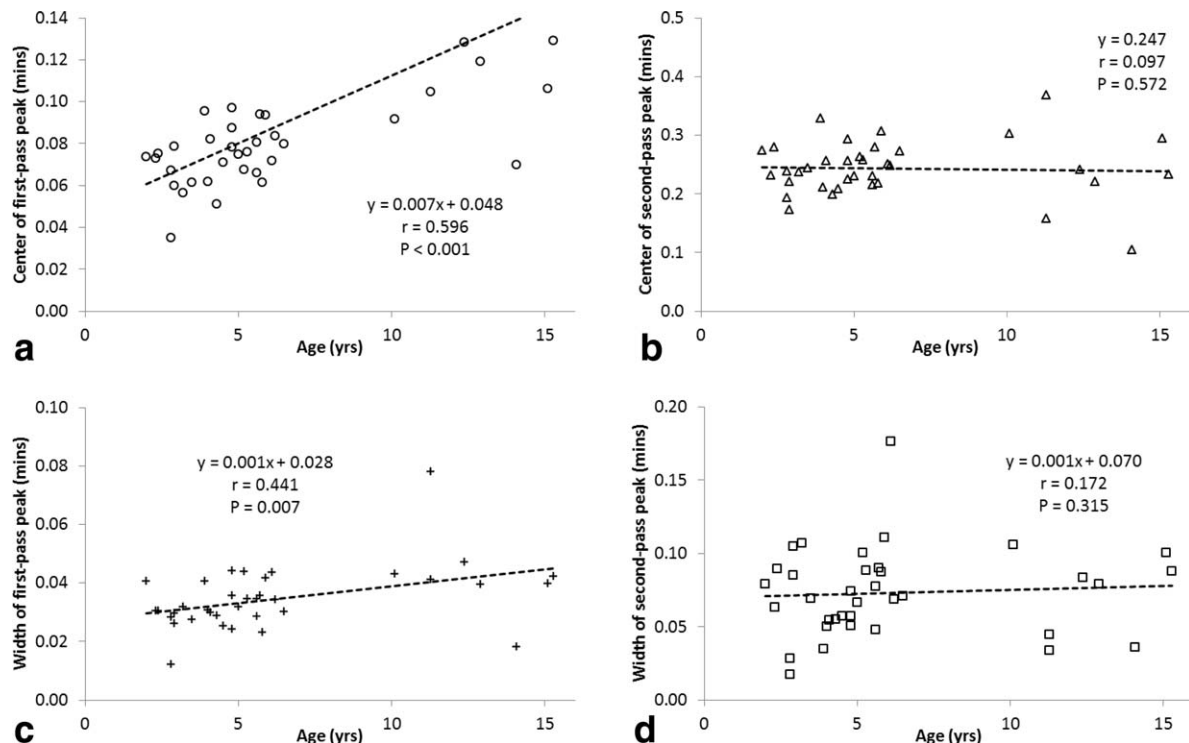 0.14
0.12
0.10
0.08
0.06
0.04
0.02
0.00
Center of first-pass peak (mins)
y = 0.007x + 0.048
r = 0.596
P < 0.001
0 5 10 15
Age (yrs)
a
0.5
0.4
0.3
0.2
0.1
0.0
Center of second-pass peak (mins)
y = 0.247
r = 0.097
P = 0.572
0 5 10 15
Age (yrs)
b
0.10
0.08
0.06
0.04
0.02
0.00
Width of first-pass peak (mins)
y = 0.001x + 0.028
r = 0.441
P = 0.007
0 5 10 15
Age (yrs)
c
0.20
0.15
0.10
0.05
0.00
Width of second-pass peak (mins)
y = 0.001x + 0.070
r = 0.172
P = 0.315
0 5 10 15
Age (yrs)
d